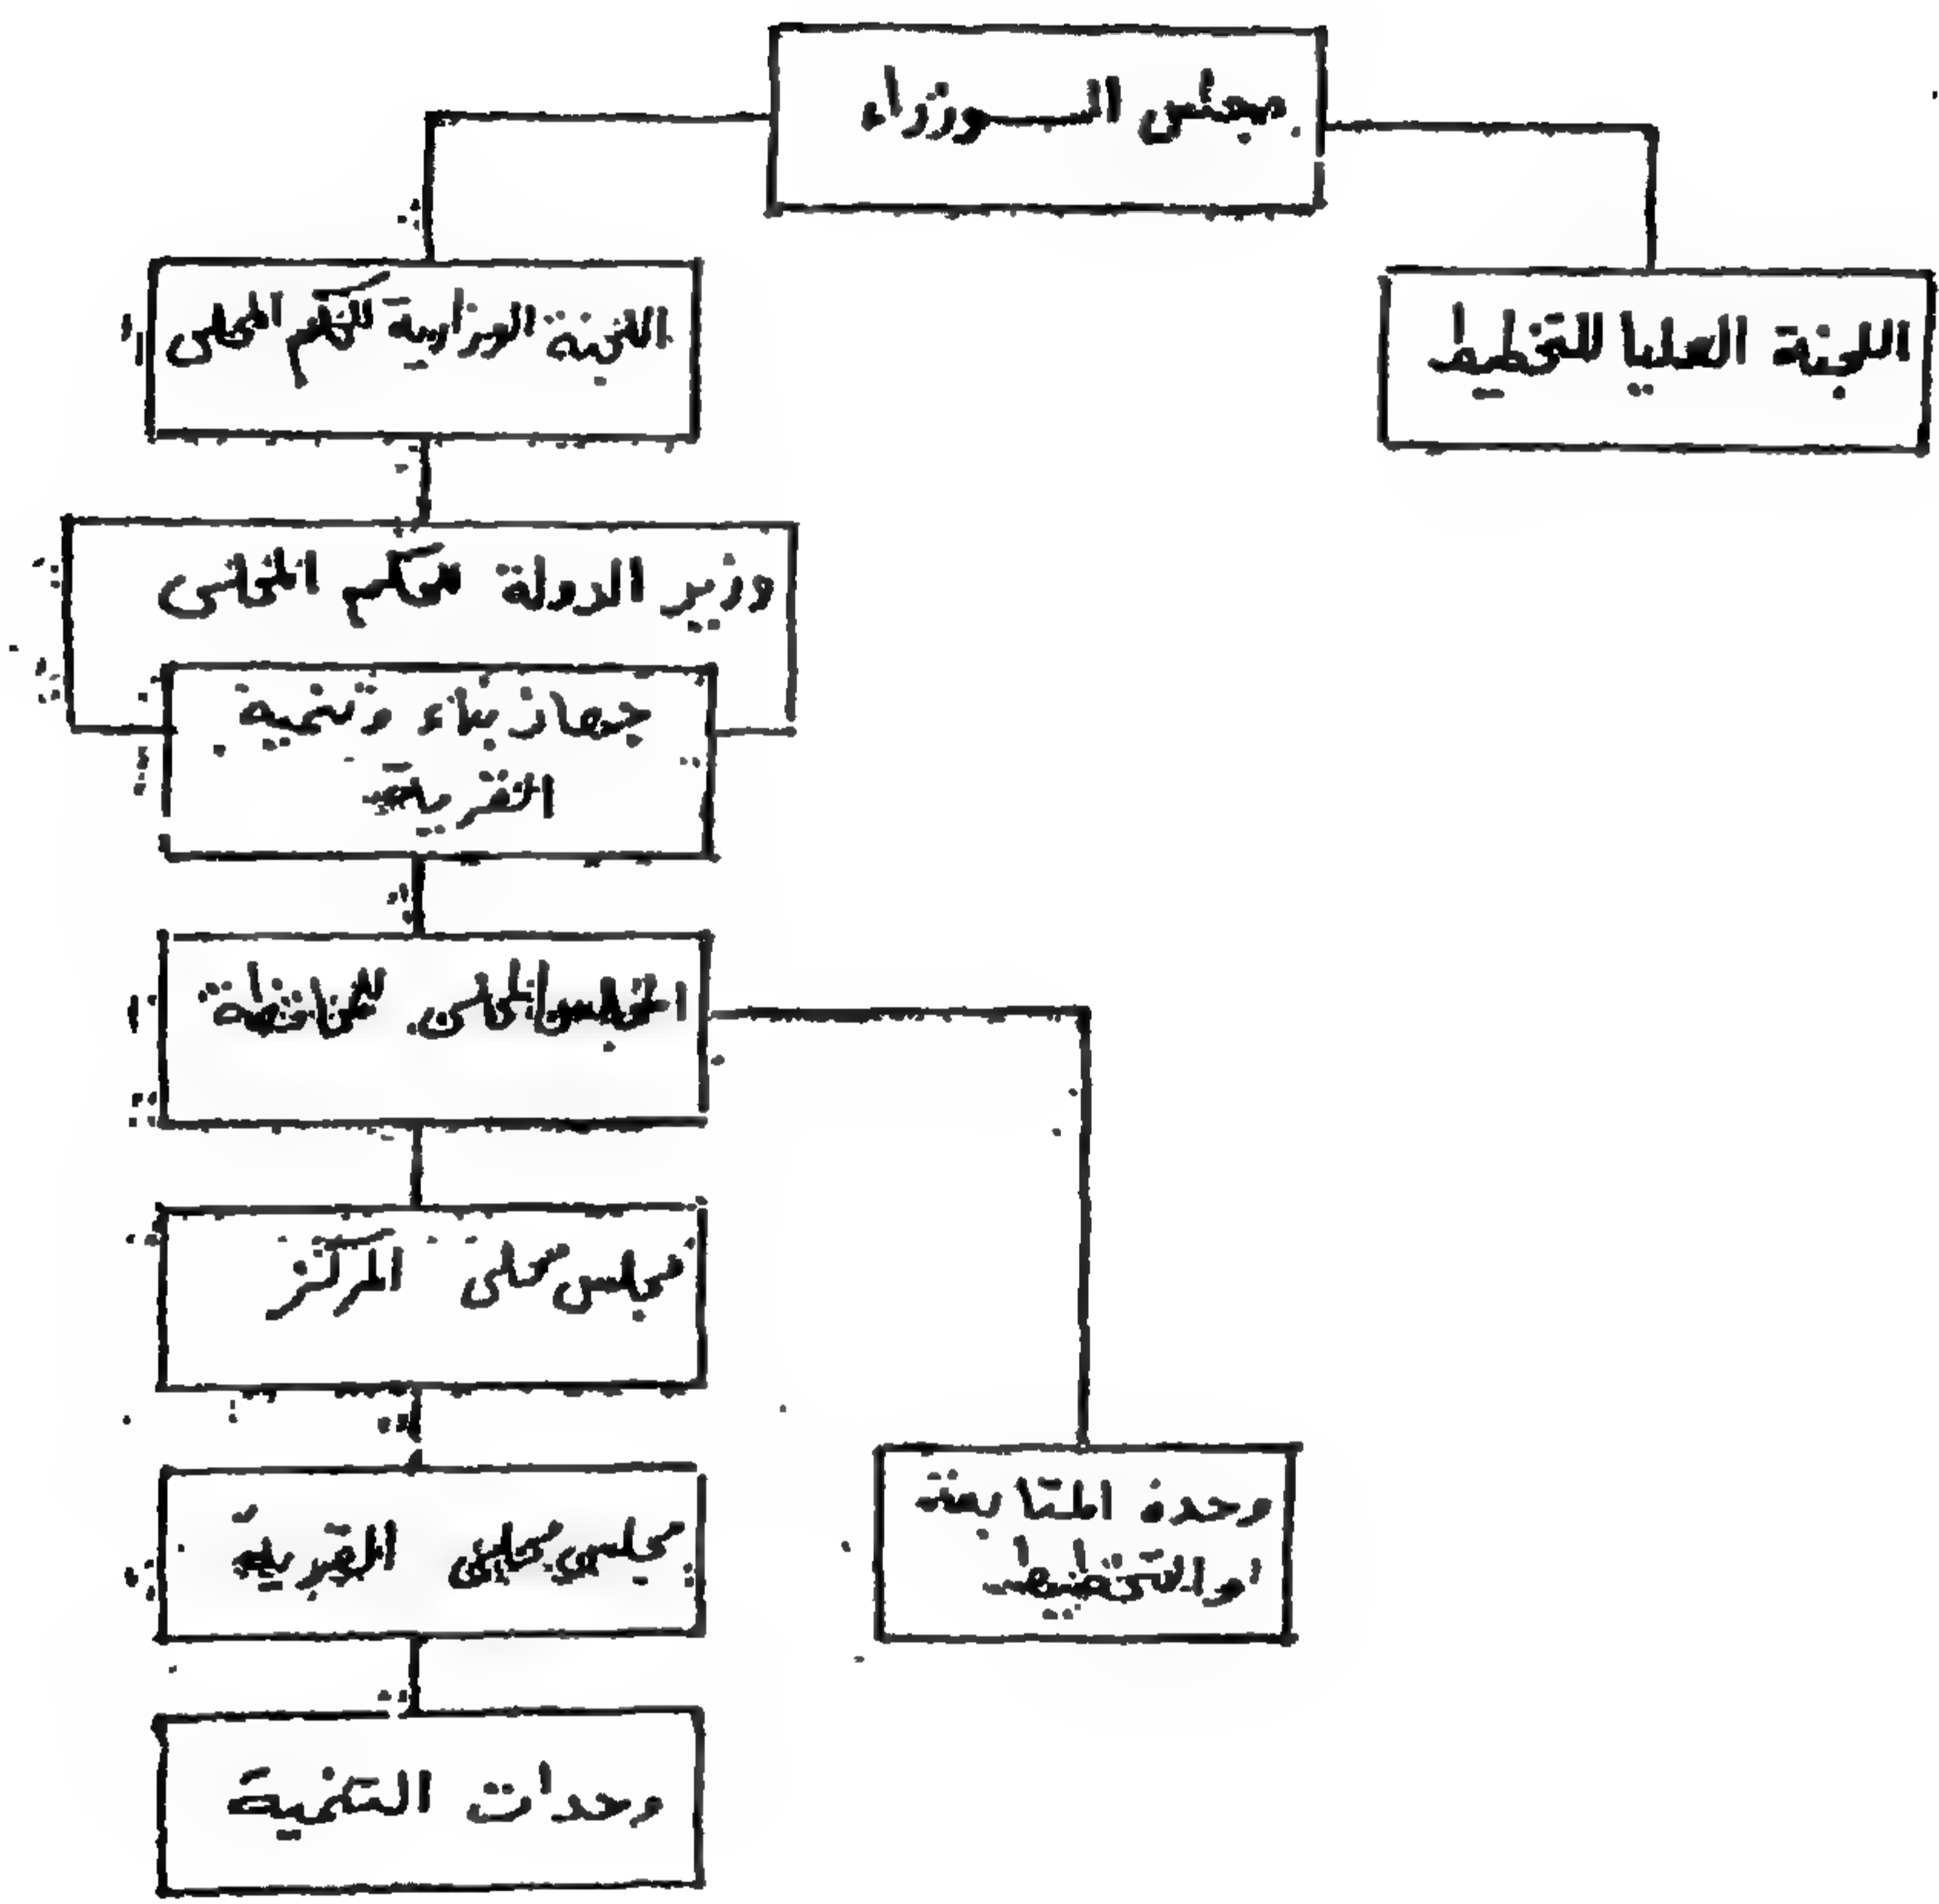 مجلس الوزراء
اللجنة العليا للتخطيط
اللجنة الوزارية للحكم المحلى
وزير الدولة للحكم المحلى
جهاز بناء وتنمية
القرية
المجلس المحلى للمحافظة
مجلس محلى المركز
مجلس محلى القرية
وحدة المتابعة
والتخطيط
وحدات التنمية